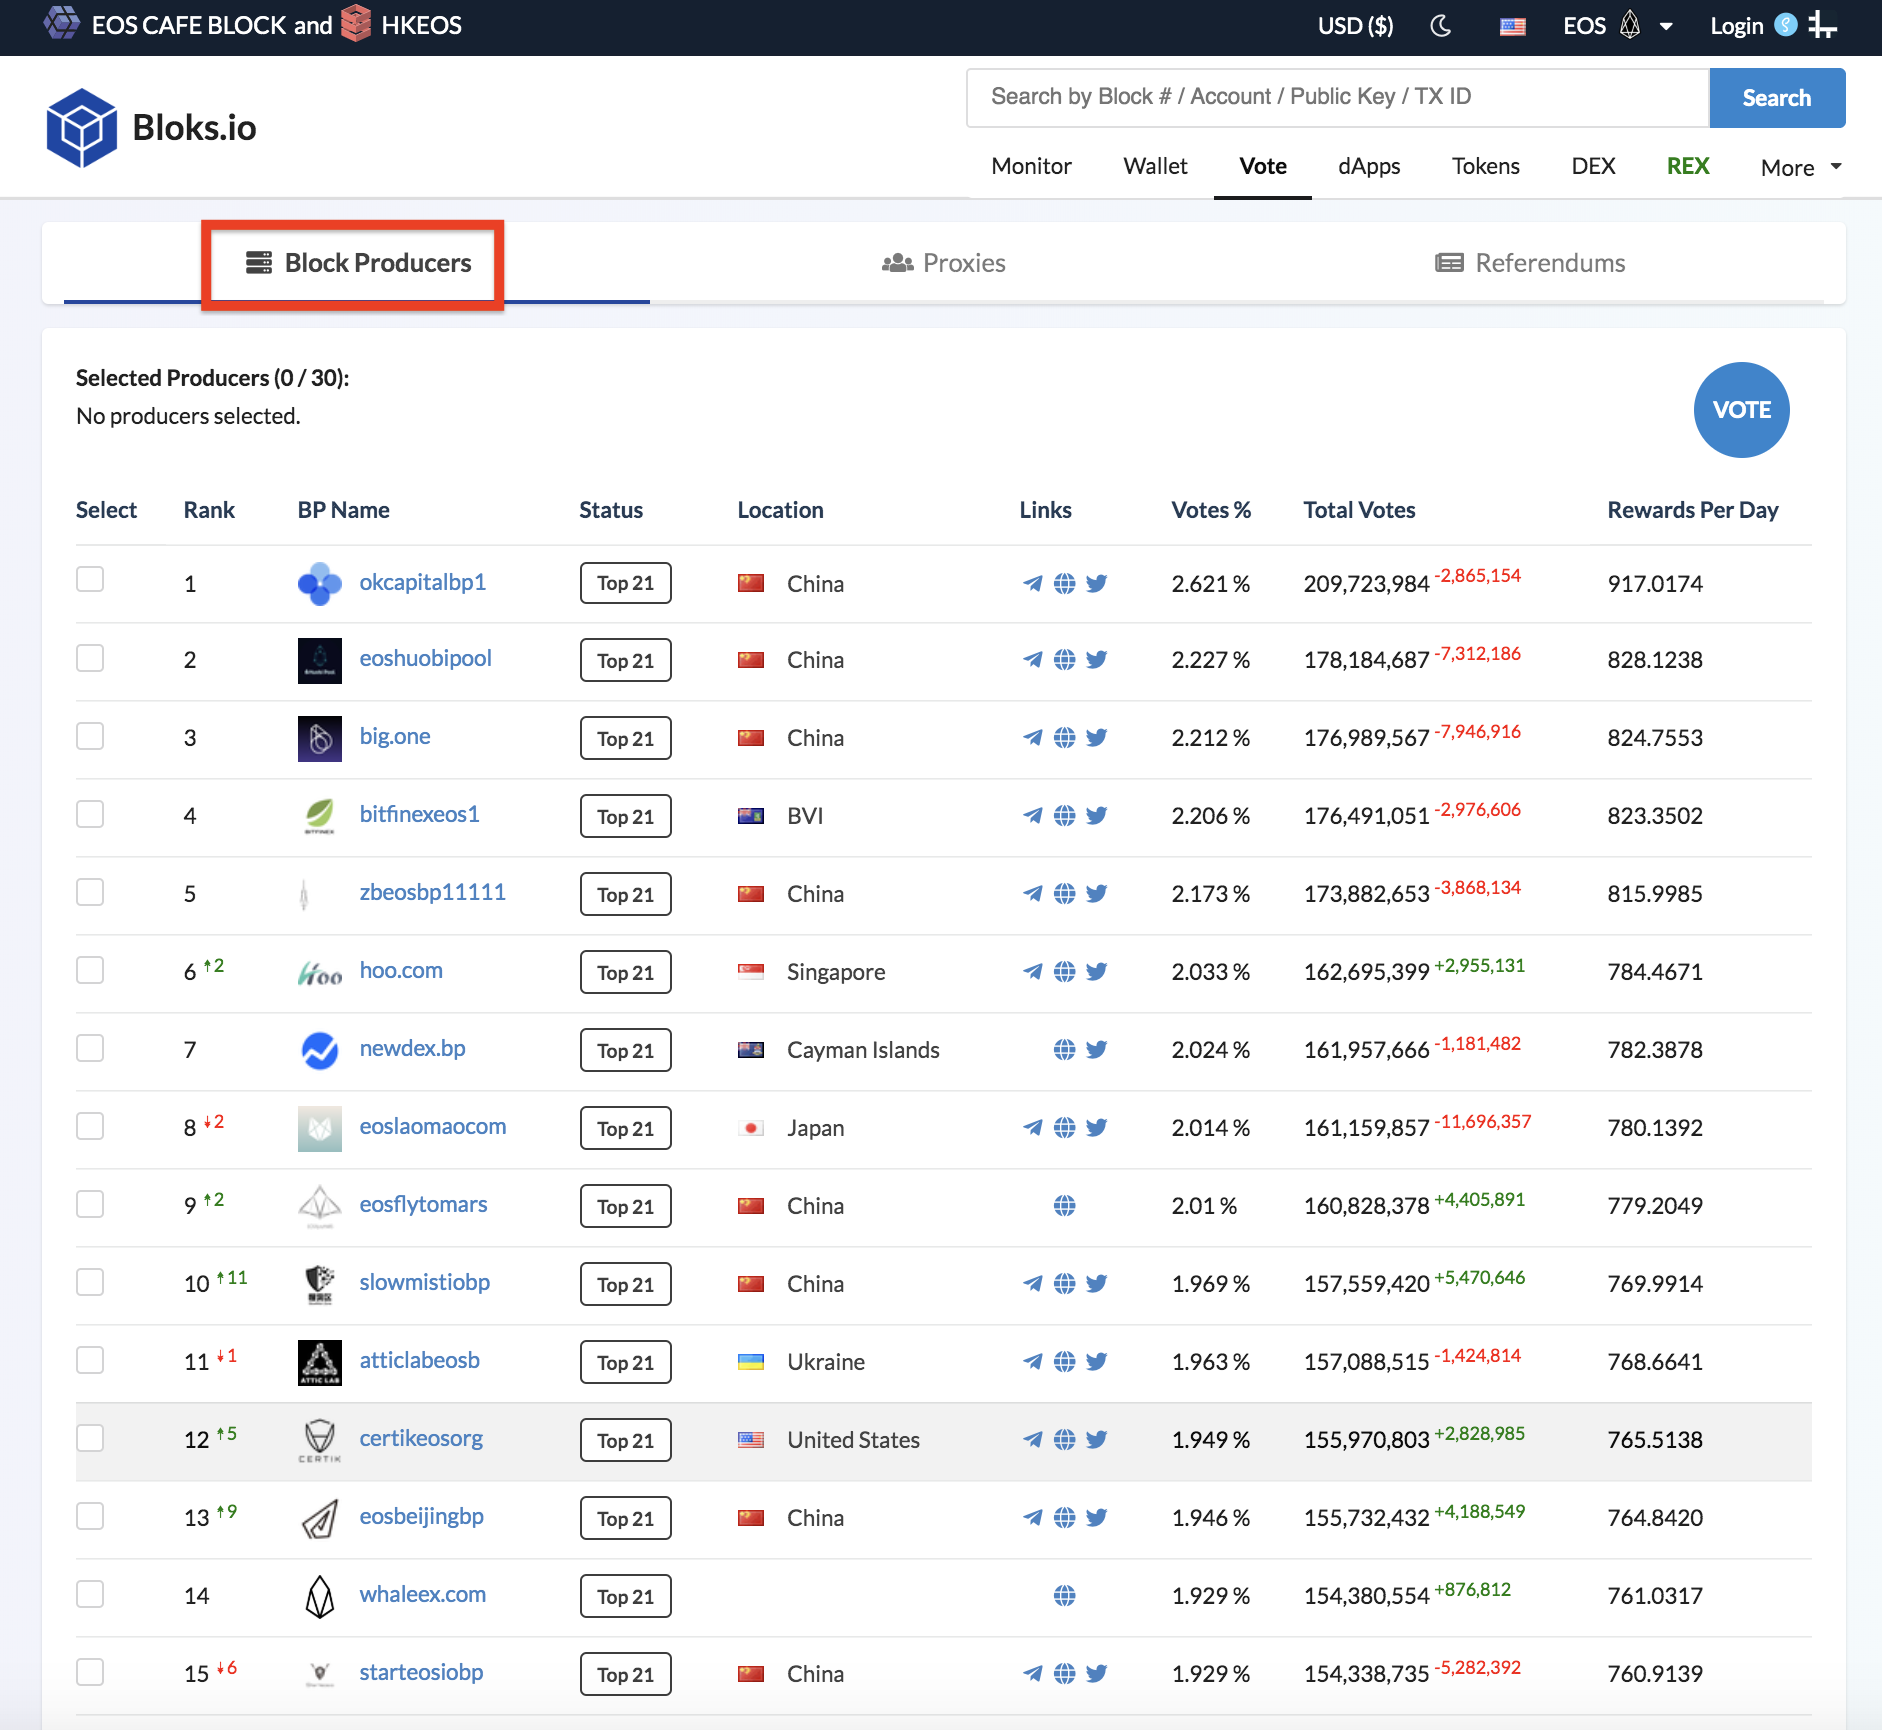 EOS CAFE BLOCK and HKEOS USD ($) EOS Login
Bloks.io
Search by Block # / Account / Public Key / TX ID Search
Monitor Wallet Vote dApps Tokens DEX REX More
Block Producers Proxies Referendums
Selected Producers (0 / 30):
No producers selected.
VOTE
Select Rank BP Name Status Location Links Votes % Total Votes Rewards Per Day
1 okcapitalbp1 Top 21 China 2.621 % 209,723,984 -2,865,154 917.0174
2 eoshuobipool Top 21 China 2.227 % 178,184,687 -7,312,186 828.1238
3 big.one Top 21 China 2.212 % 176,989,567 -7,946,916 824.7553
4 BITFINEX bitfinexeos1 Top 21 BVI 2.206 % 176,491,051 -2,976,606 823.3502
5 zbeosbp11111 Top 21 China 2.173 % 173,882,653 -3,868,134 815.9985
6 2 Hoo hoo.com Top 21 Singapore 2.033 % 162,695,399 +2,955,131 784.4671
7 newdex.bp Top 21 Cayman Islands 2.024 % 161,957,666 -1,181,482 782.3878
8 2 eoslaomaocom Top 21 Japan 2.014 % 161,159,857 -11,696,357 780.1392
9 2 eosflytomars Top 21 China 2.01 % 160,828,378 +4,405,891 779.2049
10 11 slowmistiobp Top 21 China 1.969 % 157,559,420 +5,470,646 769.9914
11 1 ATTIC LAB atticlabeosb Top 21 Ukraine 1.963 % 157,088,515 -1,424,814 768.6641
12 5 CERTIK certikeosorg Top 21 United States 1.949 % 155,970,803 +2,828,985 765.5138
13 9 eosbeijingbp Top 21 China 1.946 % 155,732,432 +4,188,549 764.8420
14 whaleex.com Top 21 1.929 % 154,380,554 +876,812 761.0317
15 6 starteosiobp Top 21 China 1.929 % 154,338,735 -5,282,392 760.9139